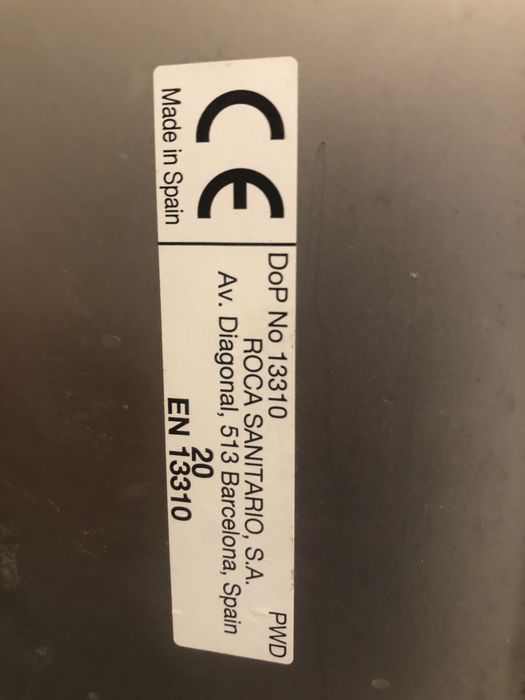 CE
Made in Spain
DoP No 13310 PWD
ROCA SANITARIO, S.A.
Av. Diagonal, 513 Barcelona, Spain
20
EN 13310